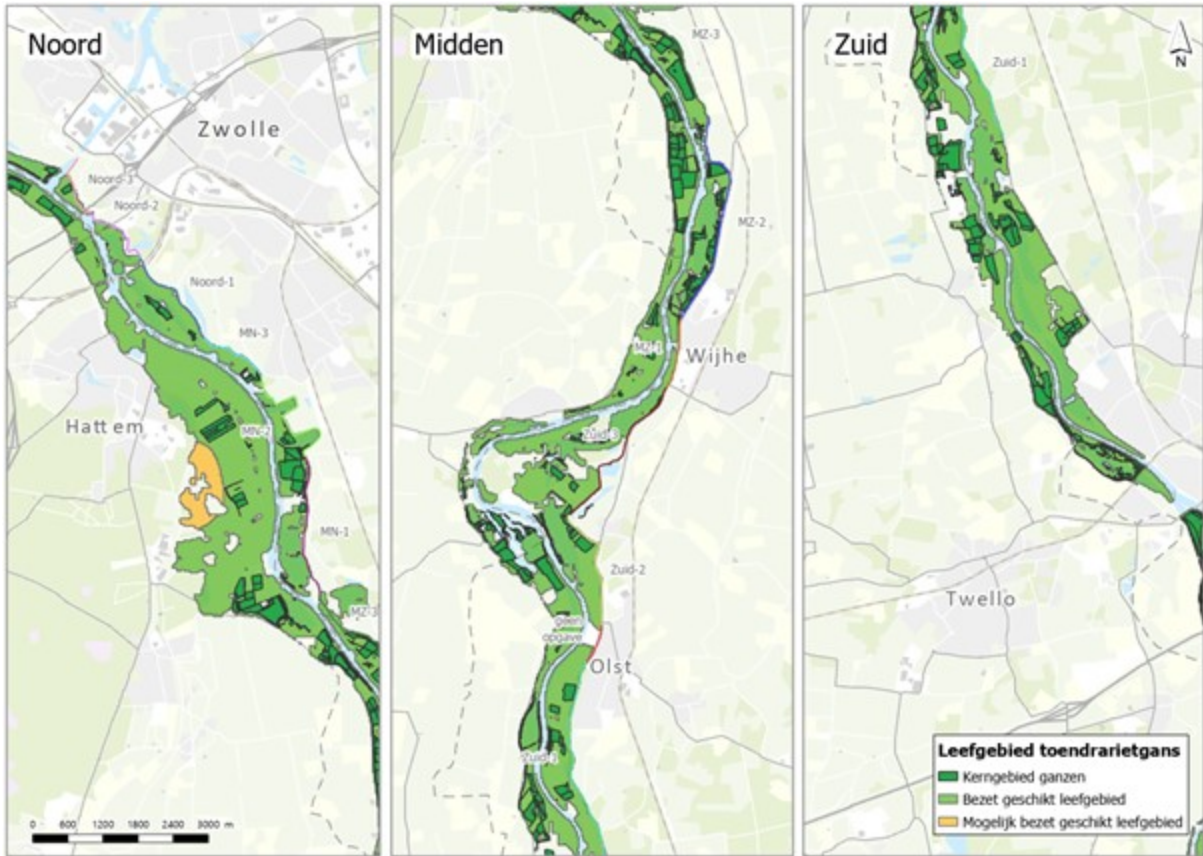 Noord
Zwolle
Noord-3
Noord-2
Noord-1
MN-3
Hattem
MN-2
MN-1
MZ-3
0 600 1200 1800 2400 3000 m
Midden
MZ-3
MZ-2
MZ-1
Wijhe
Zuid-3
Zuid-2
geen
opgave
Olst
Zuid-1
Zuid
N
Zuid-1
Twello
Leefgebied toendrarietgans
Kerngebied ganzen
Bezet geschikt leefgebied
Mogelijk bezet geschikt leefgebied